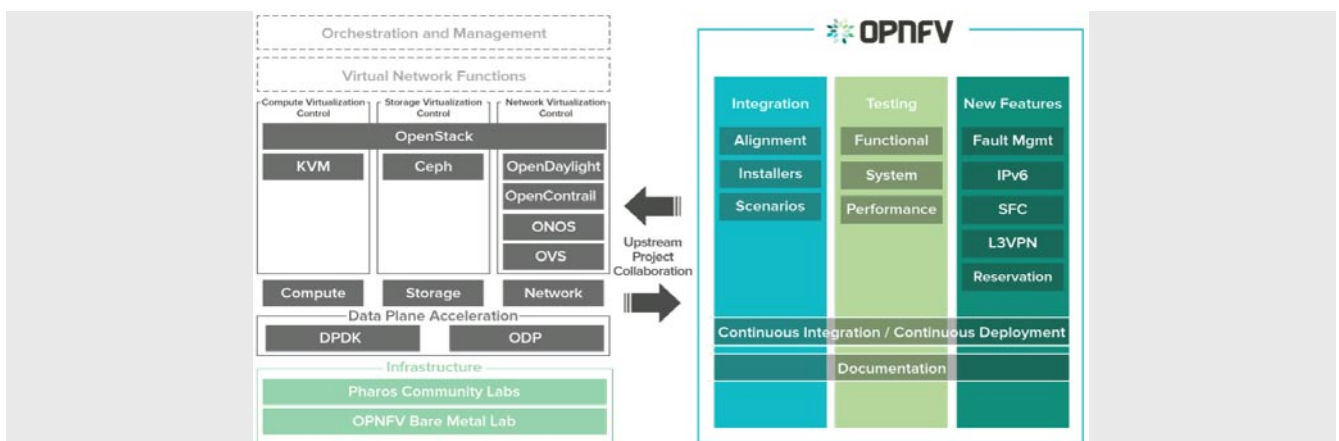 Orchestration and Management
Virtual Network Functions
Compute Virtualization
Control
Storage Virtualization
Control
Network Virtualization
Control
OpenStack
KVM
Ceph
OpenDaylight
OpenContrail
ONOS
OVS
Compute
Storage
Network
Data Plane Acceleration
DPDK
ODP
Infrastructure
Pharos Community Labs
OPNFV Bare Metal Lab
Upstream
Project
Collaboration
OPNFV
Integration
Alignment
Installers
Scenarios
Testing
Functional
System
Performance
New Features
Fault Mgmt
IPv6
SFC
L3VPN
Reservation
Continuous Integration / Continuous Deployment
Documentation